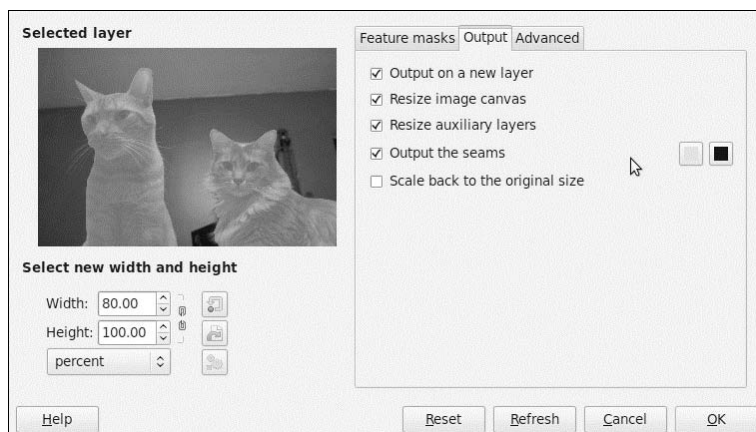 Selected layer
Feature masks Output Advanced
Output on a new layer
Resize image canvas
Resize auxiliary layers
Output the seams
Scale back to the original size
Select new width and height
Width: 80.00
Height: 100.00
percent
Help Reset Refresh Cancel OK